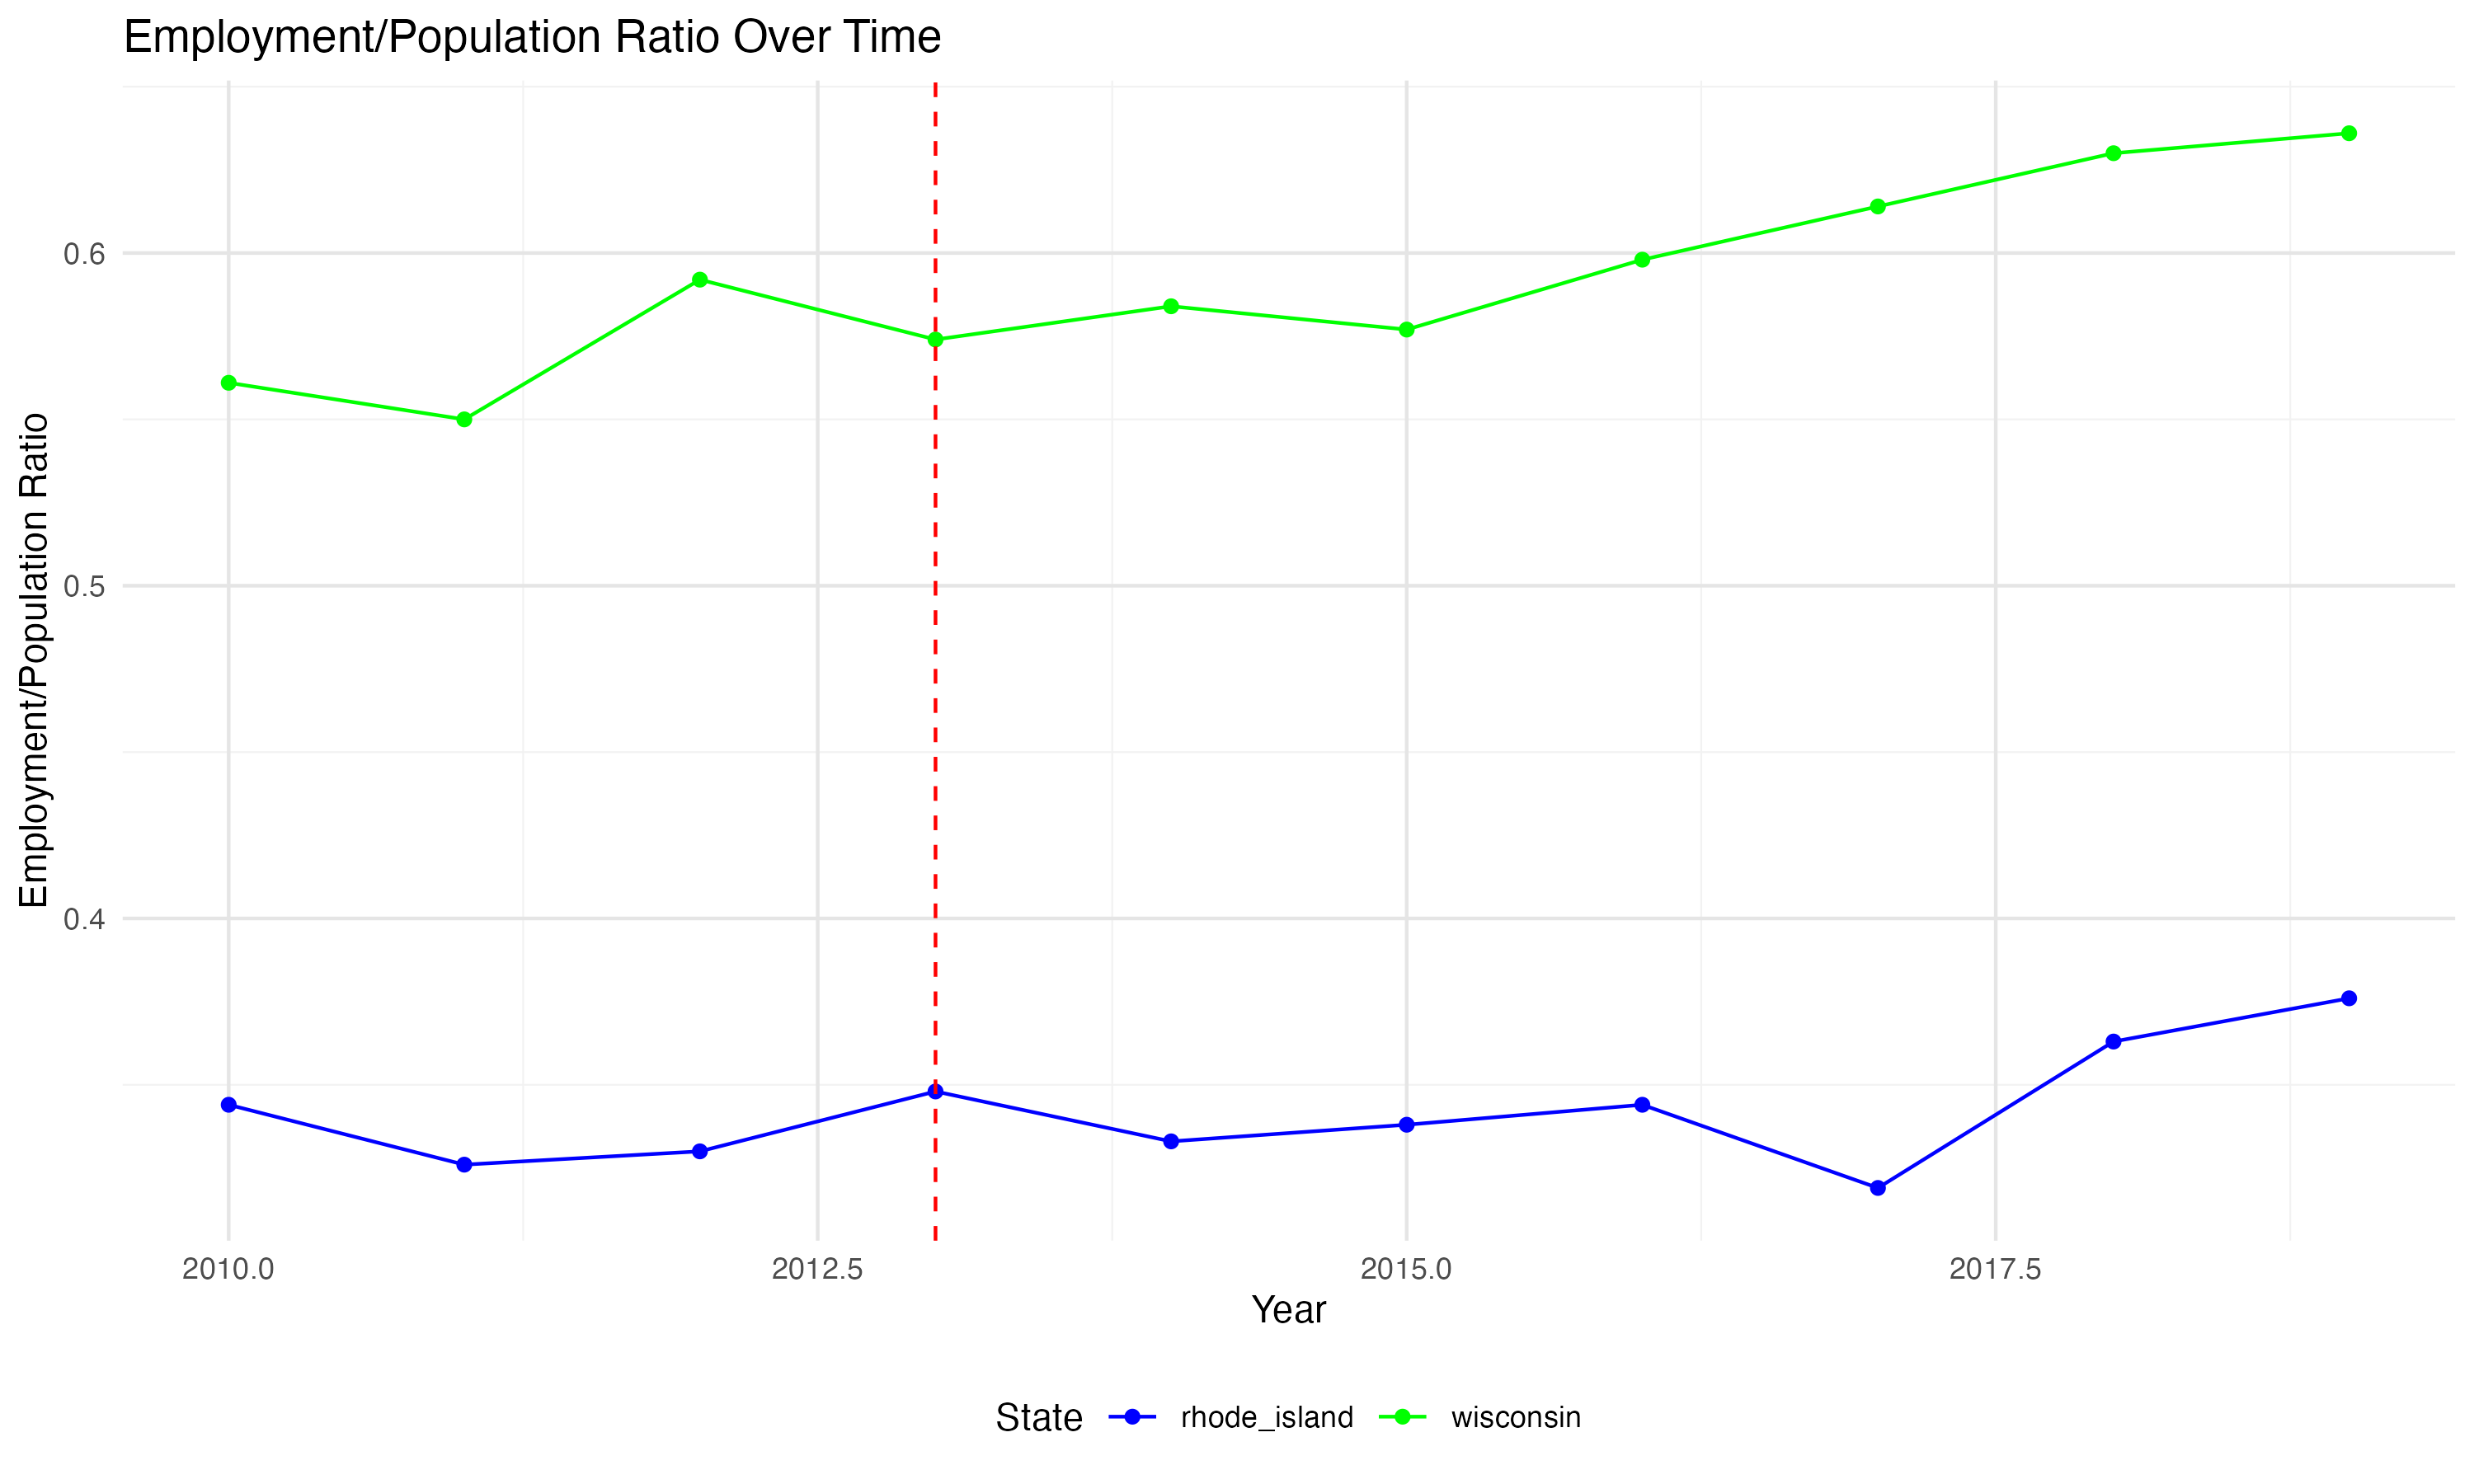 Employment/Population Ratio Over Time
Employment/Population Ratio
0.6
0.5
0.4
2010.0 2012.5 2015.0 2017.5
Year
State rhode_island wisconsin